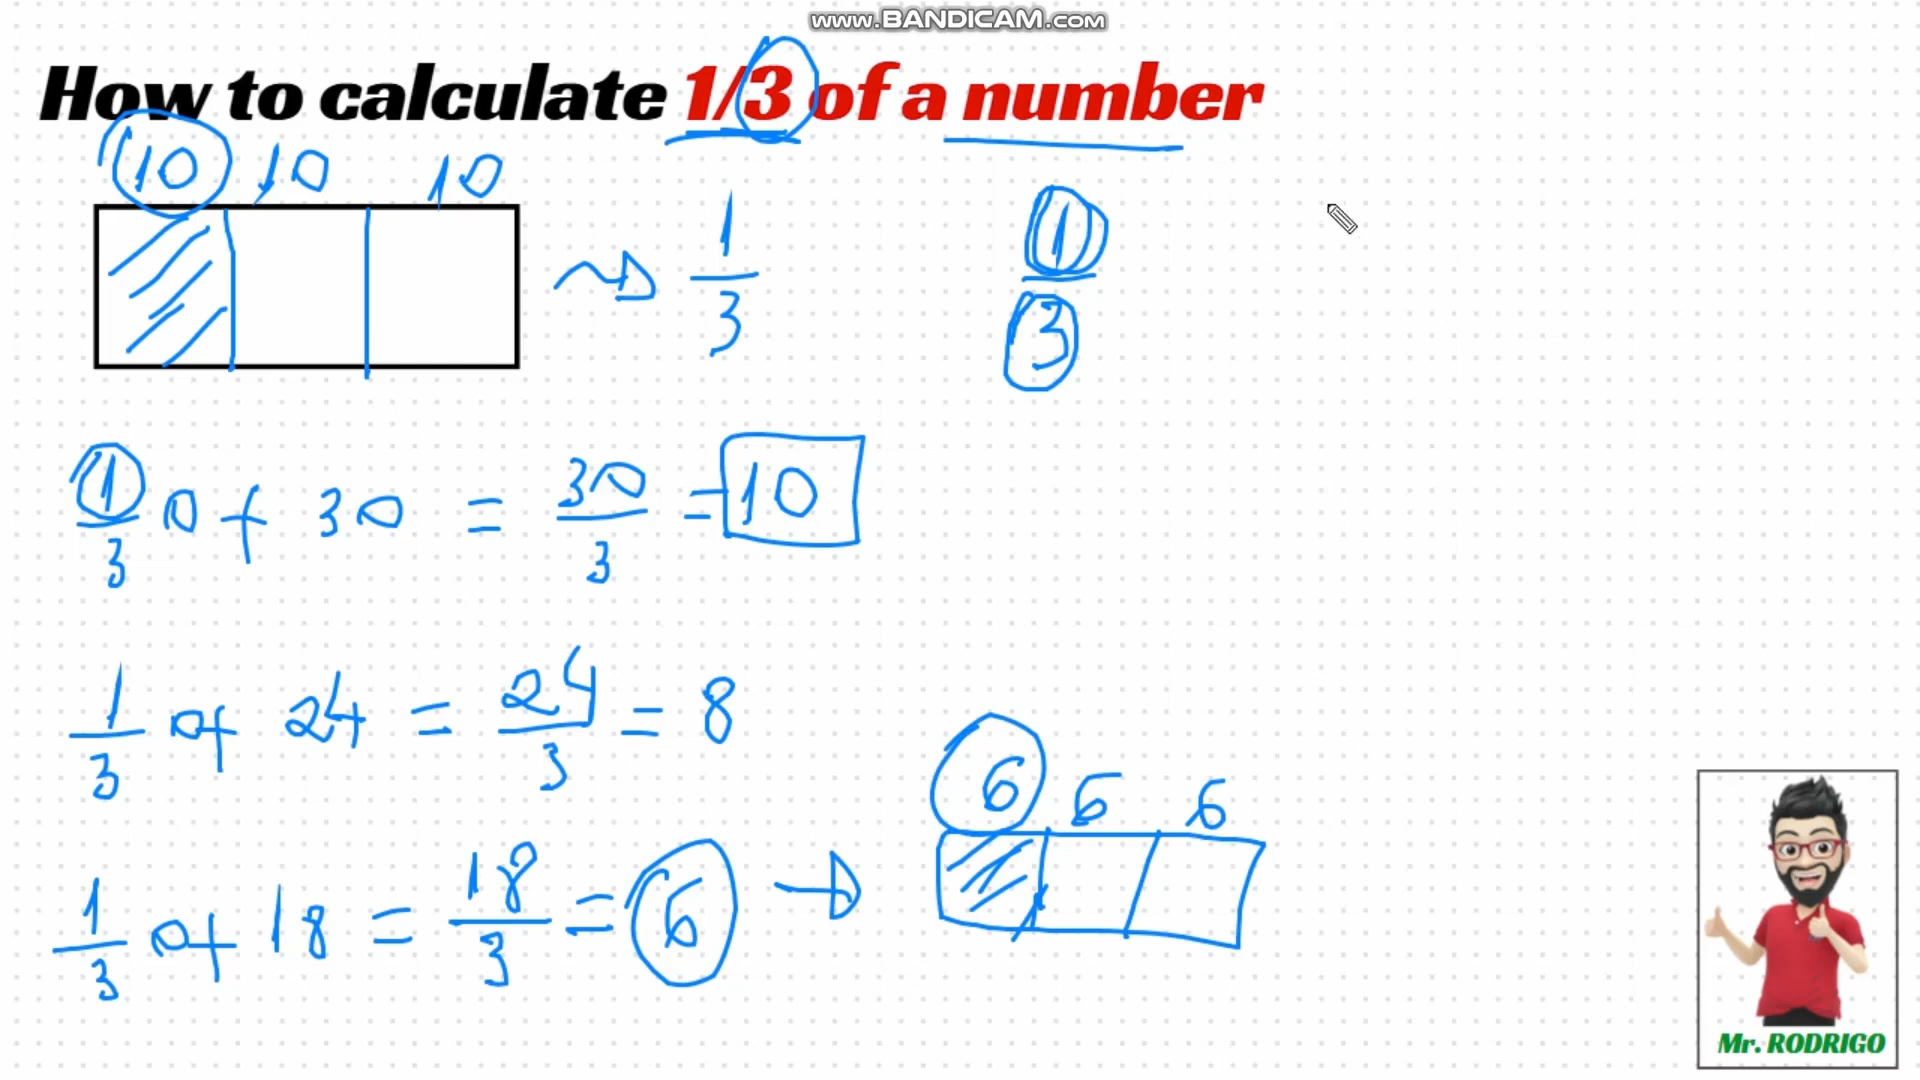 www.BANDICAM.com
How to calculate 1/3 of a number
10 10 10
1/3
1/3
1/3 of 30 = 30/3 = 10
1/3 of 24 = 24/3 = 8
6 6 6
1/3 of 18 = 18/3 = 6
Mr. RODRIGO